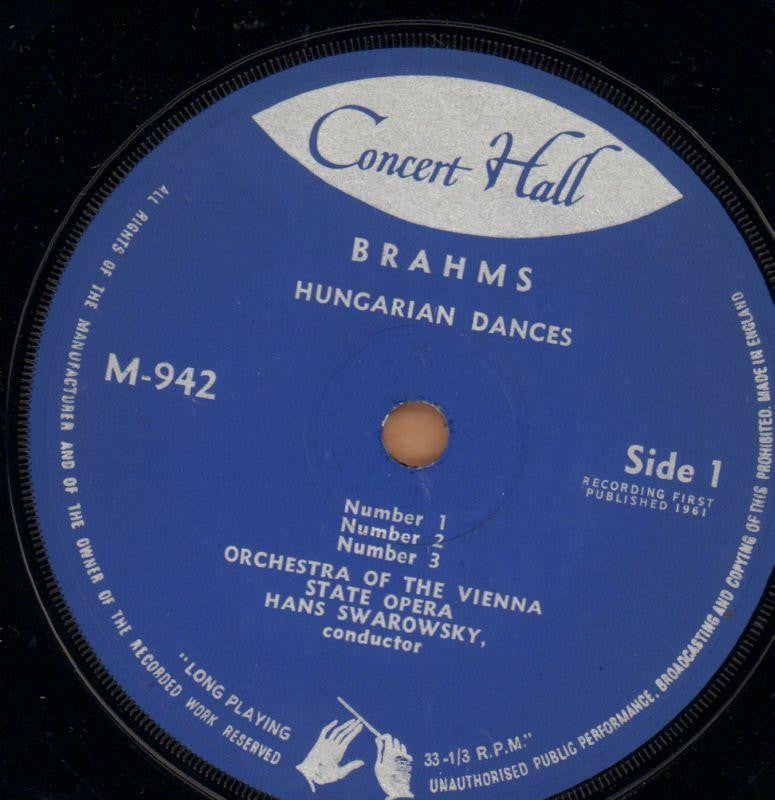 Concert Hall
BRAHMS
HUNGARIAN DANCES
M-942
Side 1
RECORDING FIRST
PUBLISHED 1961
Number 1
Number 2
Number 3
ORCHESTRA OF THE VIENNA
STATE OPERA
HANS SWAROWSKY,
conductor
"LONG PLAYING
33-1/3 R.P.M."
ALL RIGHTS OF THE MANUFACTURER AND OF THE OWNER OF THE RECORDED WORK RESERVED
UNAUTHORISED PUBLIC PERFORMANCE, BROADCASTING AND COPYING OF THIS PROHIBITED. MADE IN ENGLAND